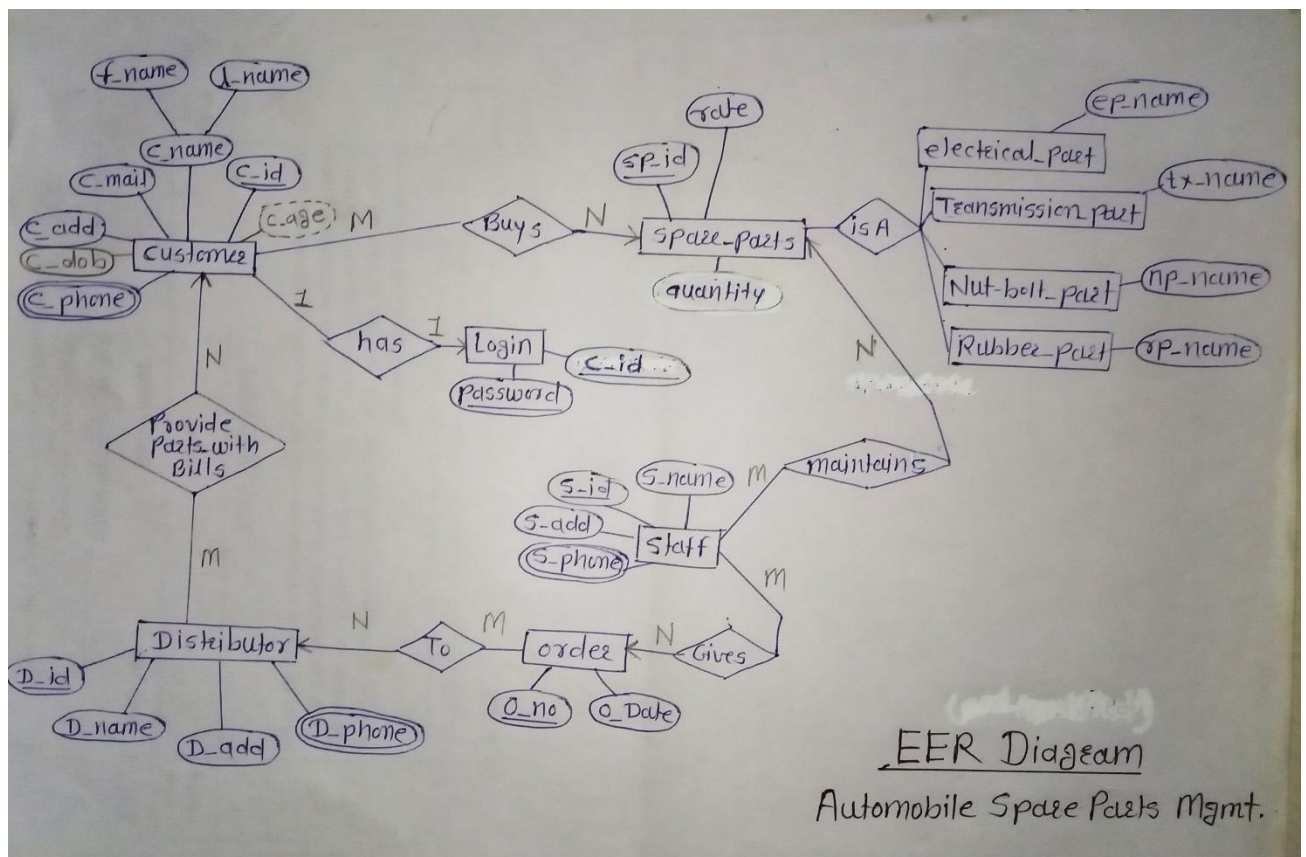 f_name
l_name
c_name
c_mail
c_id
c_age
c_add
c_dob
c_phone
customer
M
Buys
N
rate
sp_id
spare_parts
quantity
isA
ep_name
electrical_part
tx_name
Transmission_part
np_name
Nut-bolt_part
rp_name
Rubber_part
1
has
1
Login
c_id
password
N
Provide
Parts with
Bills
M
N
maintains
M
S_name
S_id
S_add
S_phone
Staff
M
Gives
N
order
O_no
O_Date
M
To
N
Distributor
D_id
D_name
D_add
D_phone
EER Diagram
Automobile Spare Parts Mgmt.